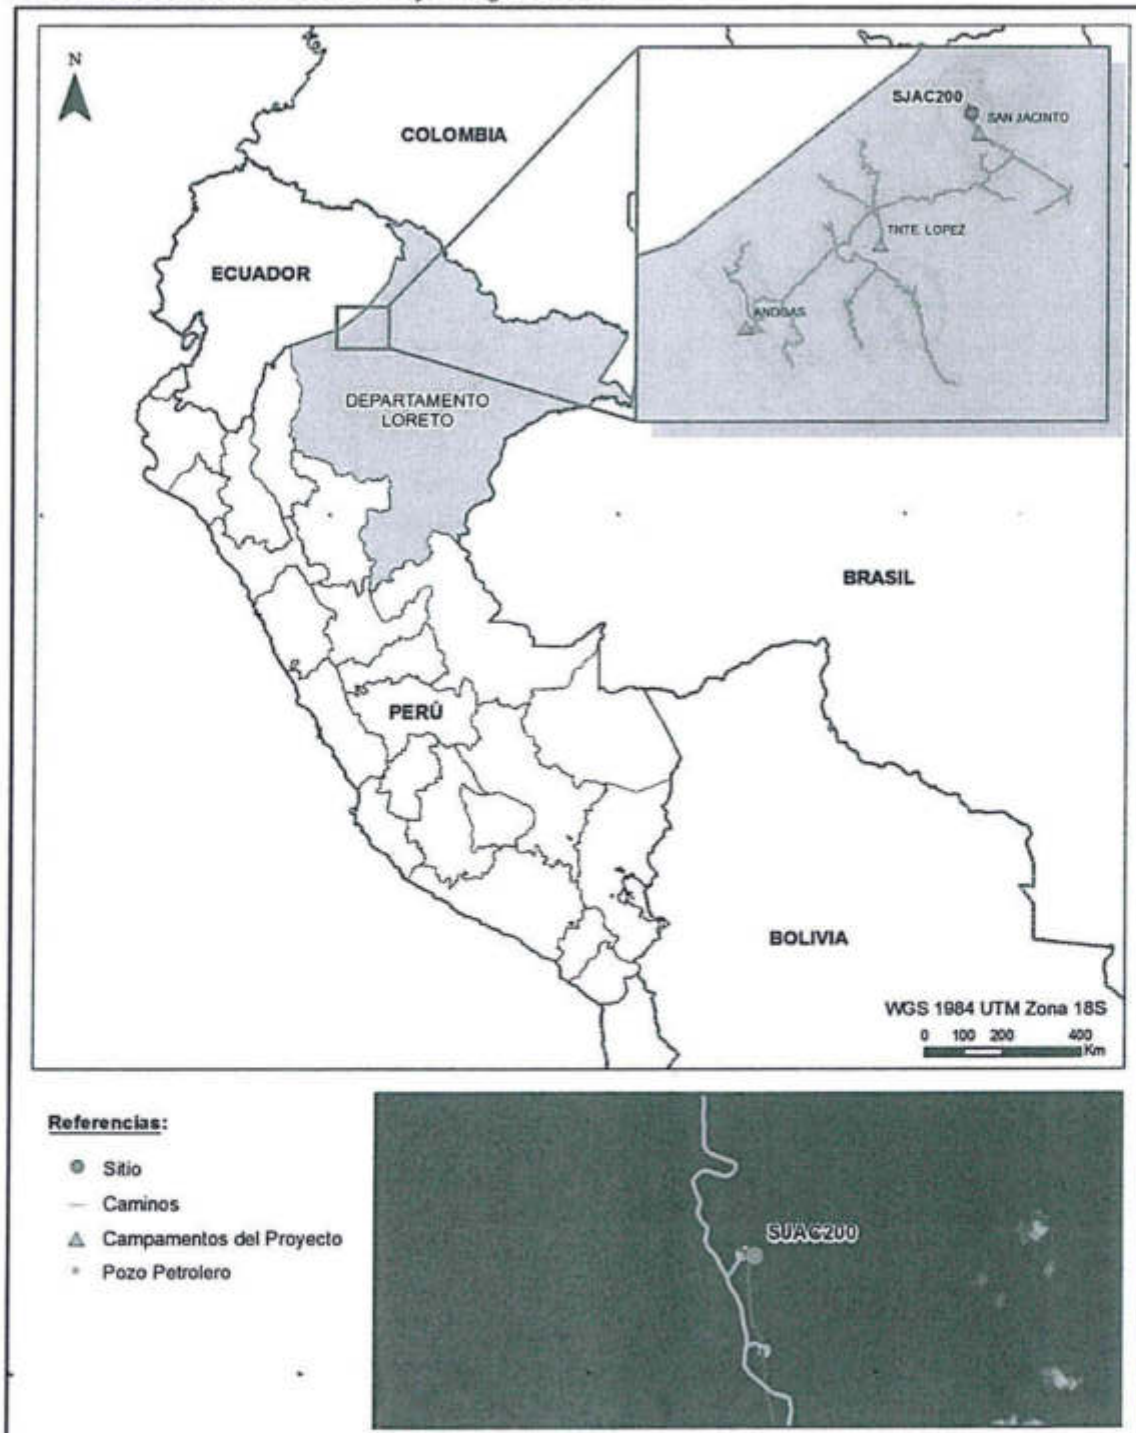 N
COLOMBIA
ECUADOR
SJAC200
SAN JACINTO
TNTE. LOPEZ
ANDOAS
DEPARTAMENTO
LORETO
BRASIL
PERÚ
BOLIVIA
WGS 1984 UTM Zona 18S
0 100 200 400
Km
Referencias:
Sitio
Caminos
Campamentos del Proyecto
Pozo Petrolero
SJAC200